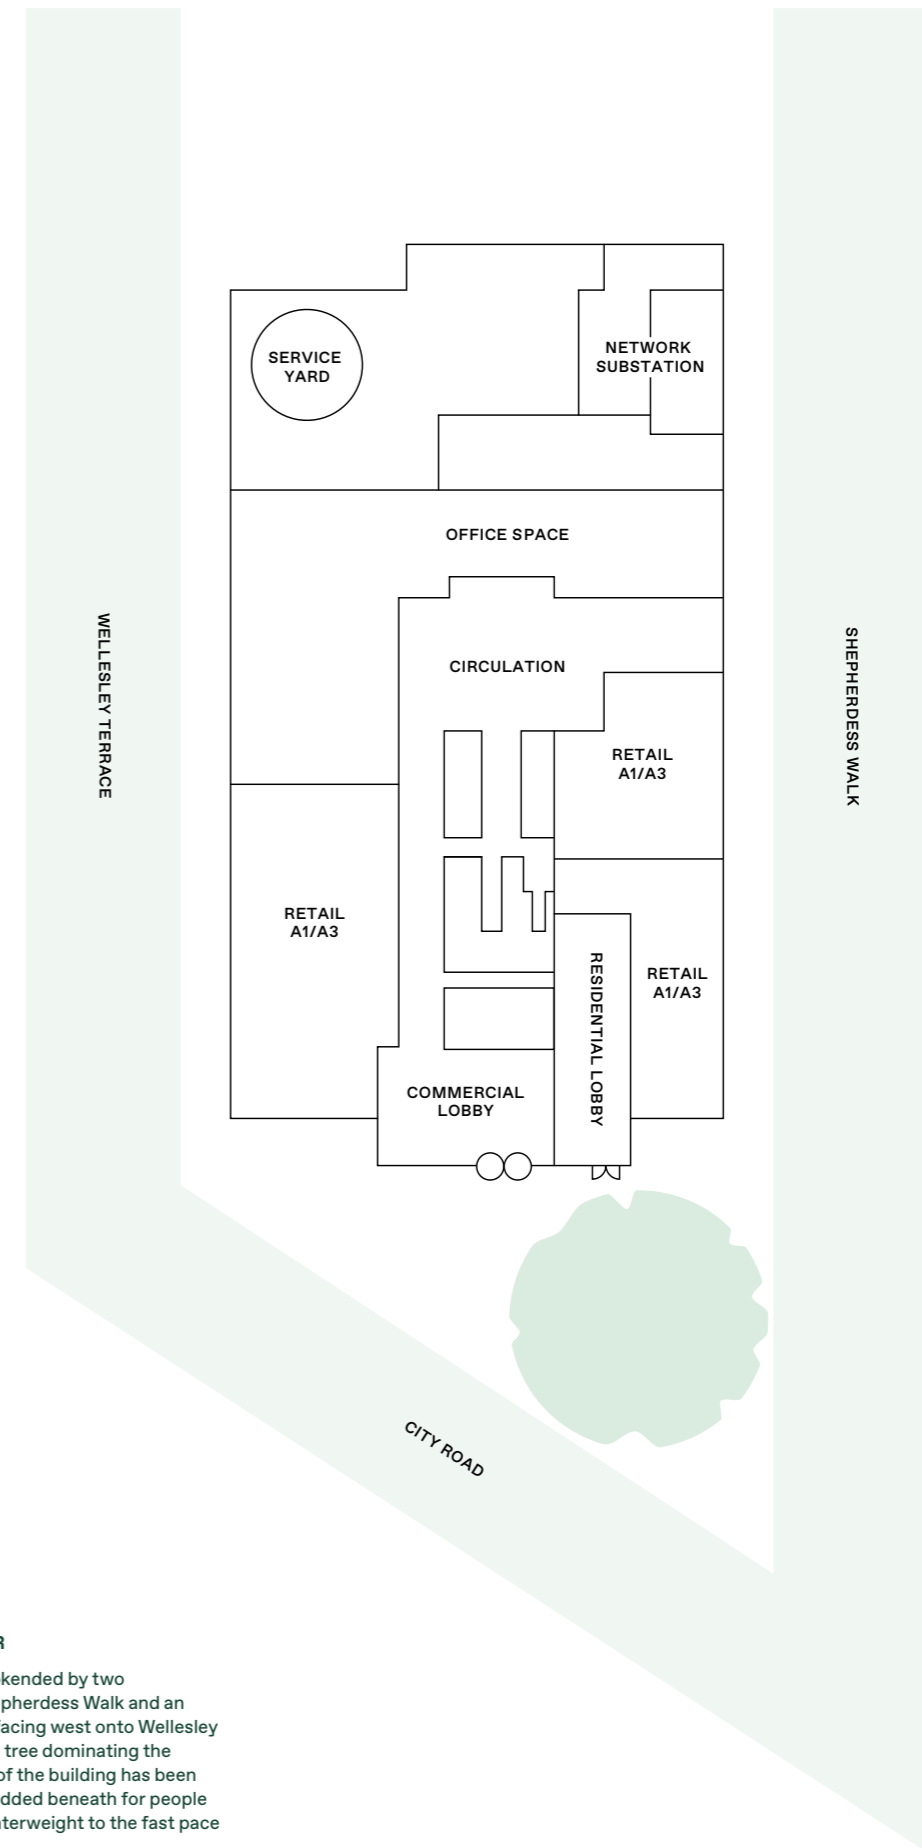 SERVICE
YARD
NETWORK
SUBSTATION
OFFICE SPACE
WELLESLEY TERRACE
CIRCULATION
SHEPHERDESS WALK
RETAIL
A1/A3
RETAIL
A1/A3
RESIDENTIAL LOBBY
RETAIL
A1/A3
COMMERCIAL
LOBBY
CITY ROAD
R
kended by two
pherdess Walk and an
facing west onto Wellesley
tree dominating the
of the building has been
dded beneath for people
terweight to the fast pace